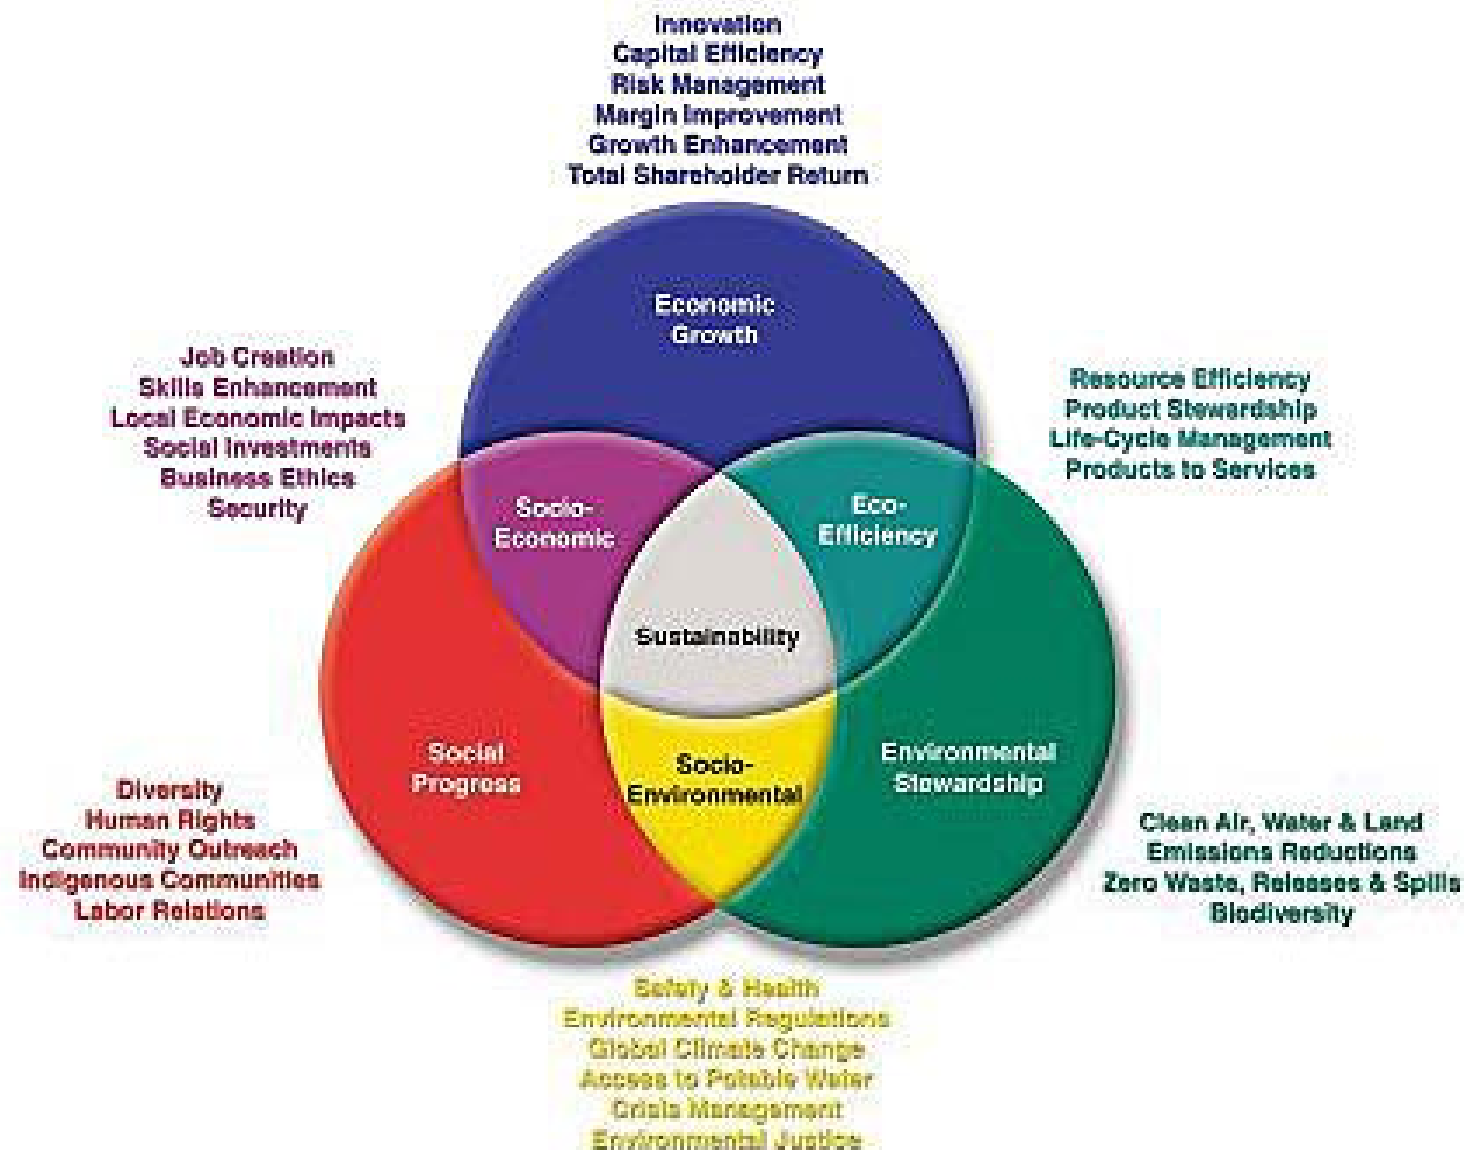 Innovation
Capital Efficiency
Risk Management
Margin Improvement
Growth Enhancement
Total Shareholder Return
Economic
Growth
Job Creation
Skills Enhancement
Local Economic Impacts
Social Investments
Business Ethics
Security
Resource Efficiency
Product Stewardship
Life-Cycle Management
Products to Services
Socio-
Economic
Eco-
Efficiency
Sustainability
Social
Progress
Socio-
Environmental
Environmental
Stewardship
Diversity
Human Rights
Community Outreach
Indigenous Communities
Labor Relations
Clean Air, Water & Land
Emissions Reductions
Zero Waste, Releases & Spills
Biodiversity
Safety & Health
Environmental Regulations
Global Climate Change
Access to Potable Water
Crisis Management
Environmental Justice